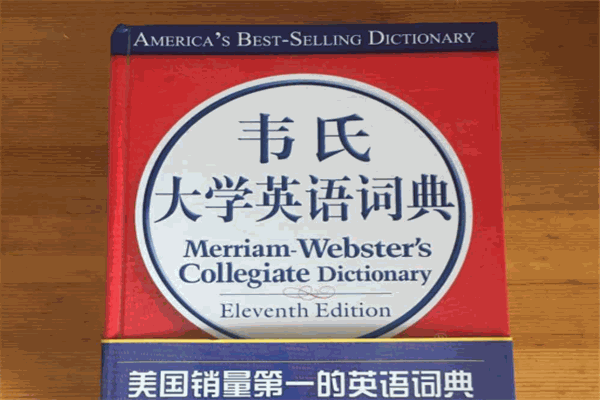 AMERICA'S BEST-SELLING DICTIONARY
韦氏
大学英语词典
Merriam-Webster's
Collegiate Dictionary
Eleventh Edition
美国销量第一的英语词典